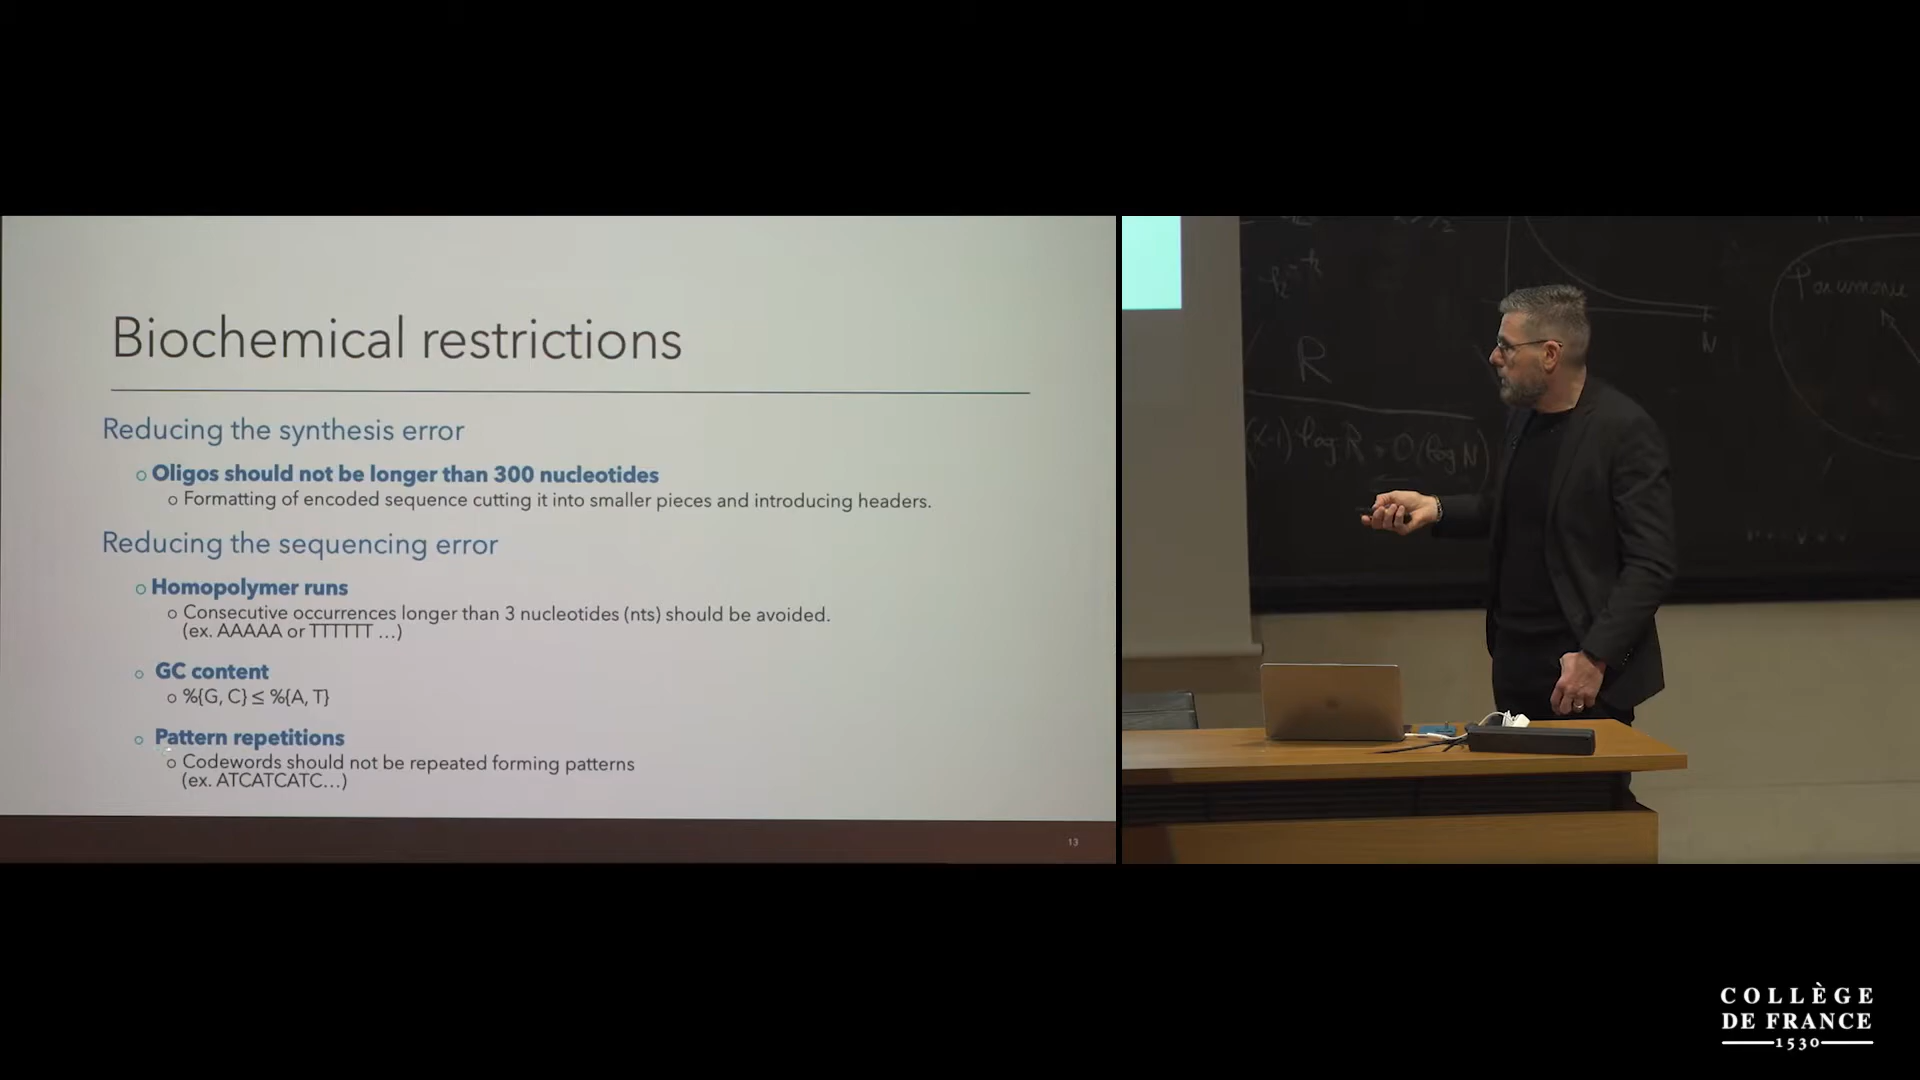 Biochemical restrictions
Reducing the synthesis error
Oligos should not be longer than 300 nucleotides
Formatting of encoded sequence cutting it into smaller pieces and introducing headers.
Reducing the sequencing error
Homopolymer runs
Consecutive occurrences longer than 3 nucleotides (nts) should be avoided.
(ex. AAAAA or TTTTTT ...)
GC content
%{G, C} ≤ %{A, T}
Pattern repetitions
Codewords should not be repeated forming patterns
(ex. ATCATCATC...)
13
R
N
Pneumonie
log R = O(log N)
COLLÈGE
DE FRANCE
1530